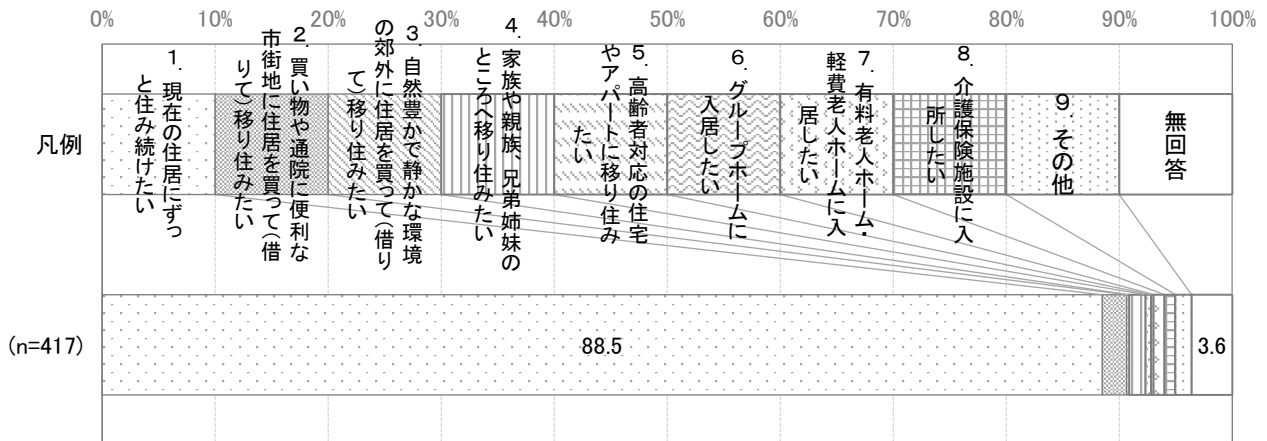 0% 10% 20% 30% 40% 50% 60% 70% 80% 90% 100%
凡例
1．現在の住居にずっ
と住み続けたい
2．買い物や通院に便利な
市街地に住居を買って（借
りて）移り住みたい
3．自然豊かで静かな環境
の郊外に住居を買って（借り
て）移り住みたい
4．家族や親族、兄弟姉妹の
ところへ移り住みたい
5．高齢者対応の住宅
やアパートに移り住み
たい
6．グループホームに
入居したい
7．有料老人ホーム・
軽費老人ホームに入
居したい
8．介護保険施設に入
所したい
9．その他
無回答
(n=417)
88.5
3.6